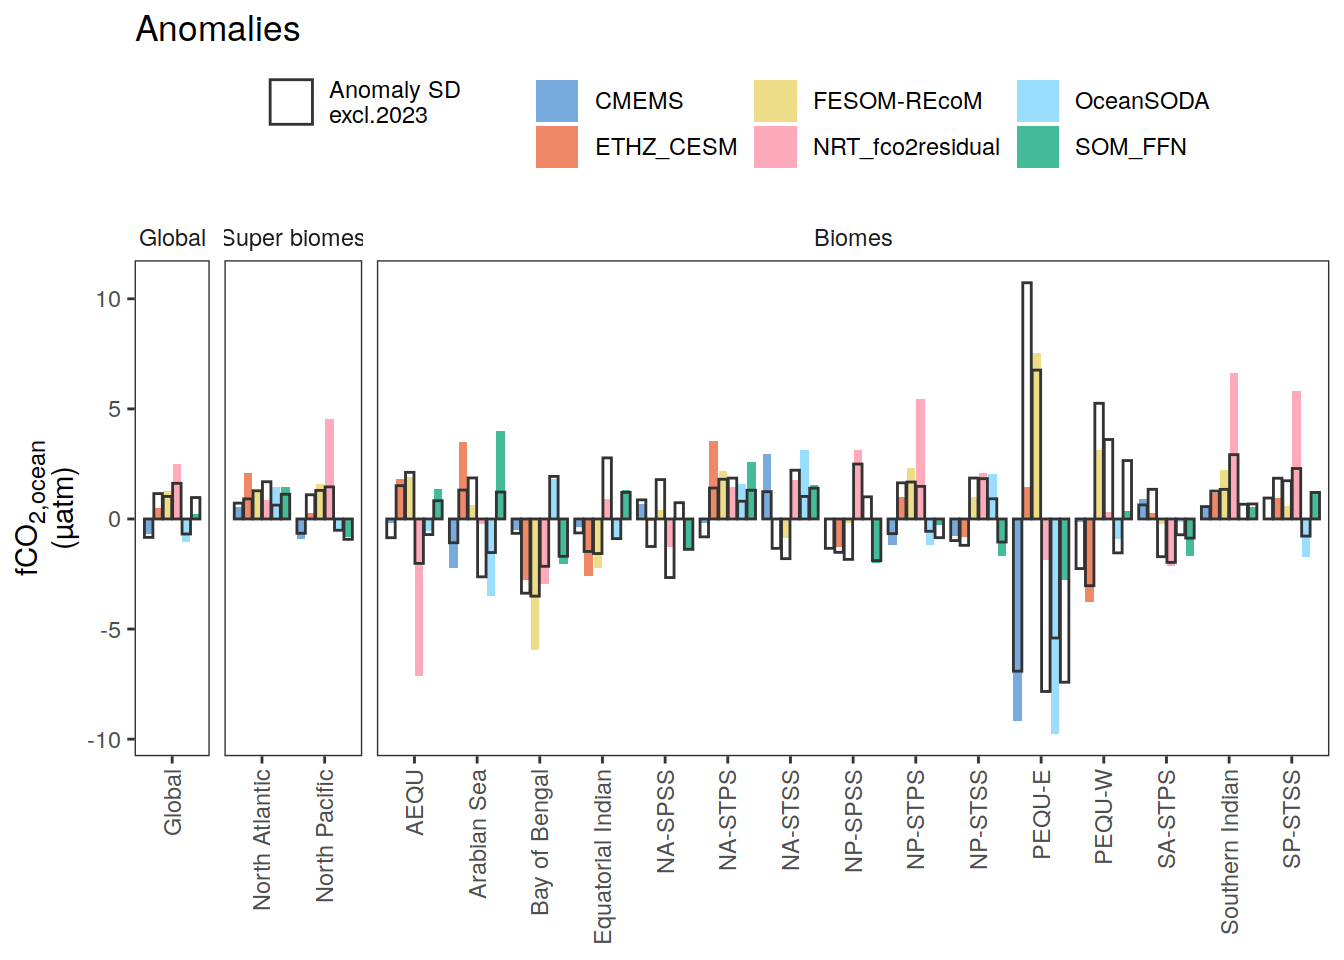 Anomalies
Anomaly SD
excl.2023
CMEMS
FESOM-REcoM
OceanSODA
ETHZ_CESM
NRT_fco2residual
SOM_FFN
Global
Super biomes
Biomes
fCO2,ocean
(µatm)
10
5
0
-5
-10
Global
North Atlantic
North Pacific
AEQU
Arabian Sea
Bay of Bengal
Equatorial Indian
NA-SPSS
NA-STPS
NA-STSS
NP-SPSS
NP-STPS
NP-STSS
PEQU-E
PEQU-W
SA-STPS
Southern Indian
SP-STSS